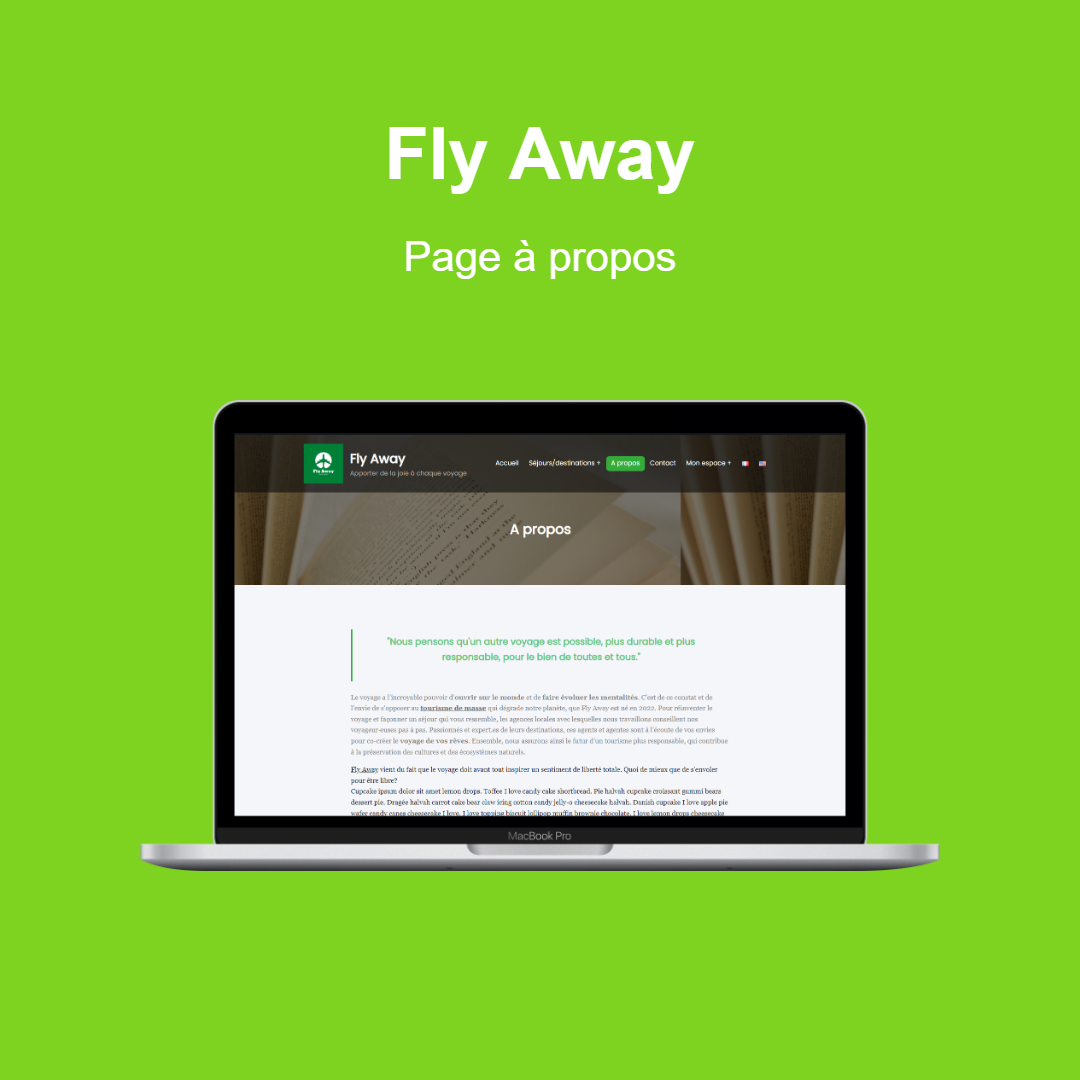 Fly Away
Page à propos
Fly Away
Fly Away
Apporter de la joie à chaque voyage
Accueil Séjours/destinations + A propos Contact Mon espace +
A propos
"Nous pensons qu'un autre voyage est possible, plus durable et plus
responsable, pour le bien de toutes et tous."
Le voyage a l'incroyable pouvoir d'ouvrir sur le monde et de faire évoluer les mentalités. C'est de ce constat et de
l'envie de s'opposer au tourisme de masse qui dégrade notre planète, que Fly Away est né en 2022. Pour réinventer le
voyage et façonner un séjour qui vous ressemble, les agences locales avec lesquelles nous travaillons conseillent nos
voyageur-euses pas à pas. Passionnés et expert.es de leurs destinations, ces agents et agentes sont à l'écoute de vos envies
pour co-créer le voyage de vos rêves. Ensemble, nous assurons ainsi le futur d'un tourisme plus responsable, qui contribue
à la préservation des cultures et des écosystèmes naturels.
Fly Away vient du fait que le voyage doit avant tout inspirer un sentiment de liberté totale. Quoi de mieux que de s'envoler
pour être libre?
Cupcake ipsum dolor sit amet lemon drops. Toffee I love candy cake shortbread. Pie halvah cupcake croissant gummi bears
dessert pie. Dragée halvah carrot cake bear claw icing cotton candy jelly-o cheesecake halvah. Danish cupcake I love apple pie
wafer candy canes cheesecake I love. I love topping biscuit lollipop muffin brownie chocolate. I love lemon drops cheesecake
MacBook Pro